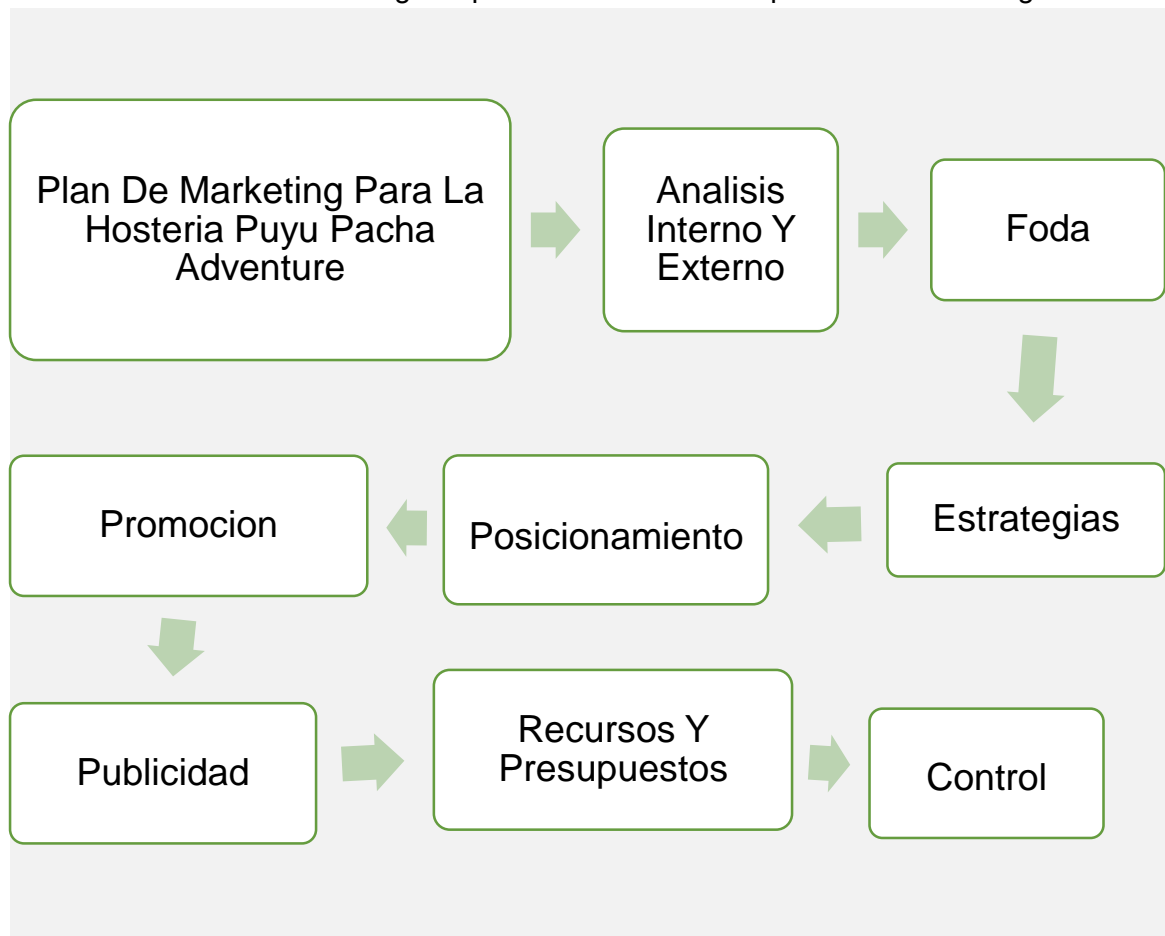 Plan De Marketing Para La
Hosteria Puyu Pacha
Adventure
Analisis
Interno Y
Externo
Foda
Estrategias
Posicionamiento
Promocion
Publicidad
Recursos Y
Presupuestos
Control